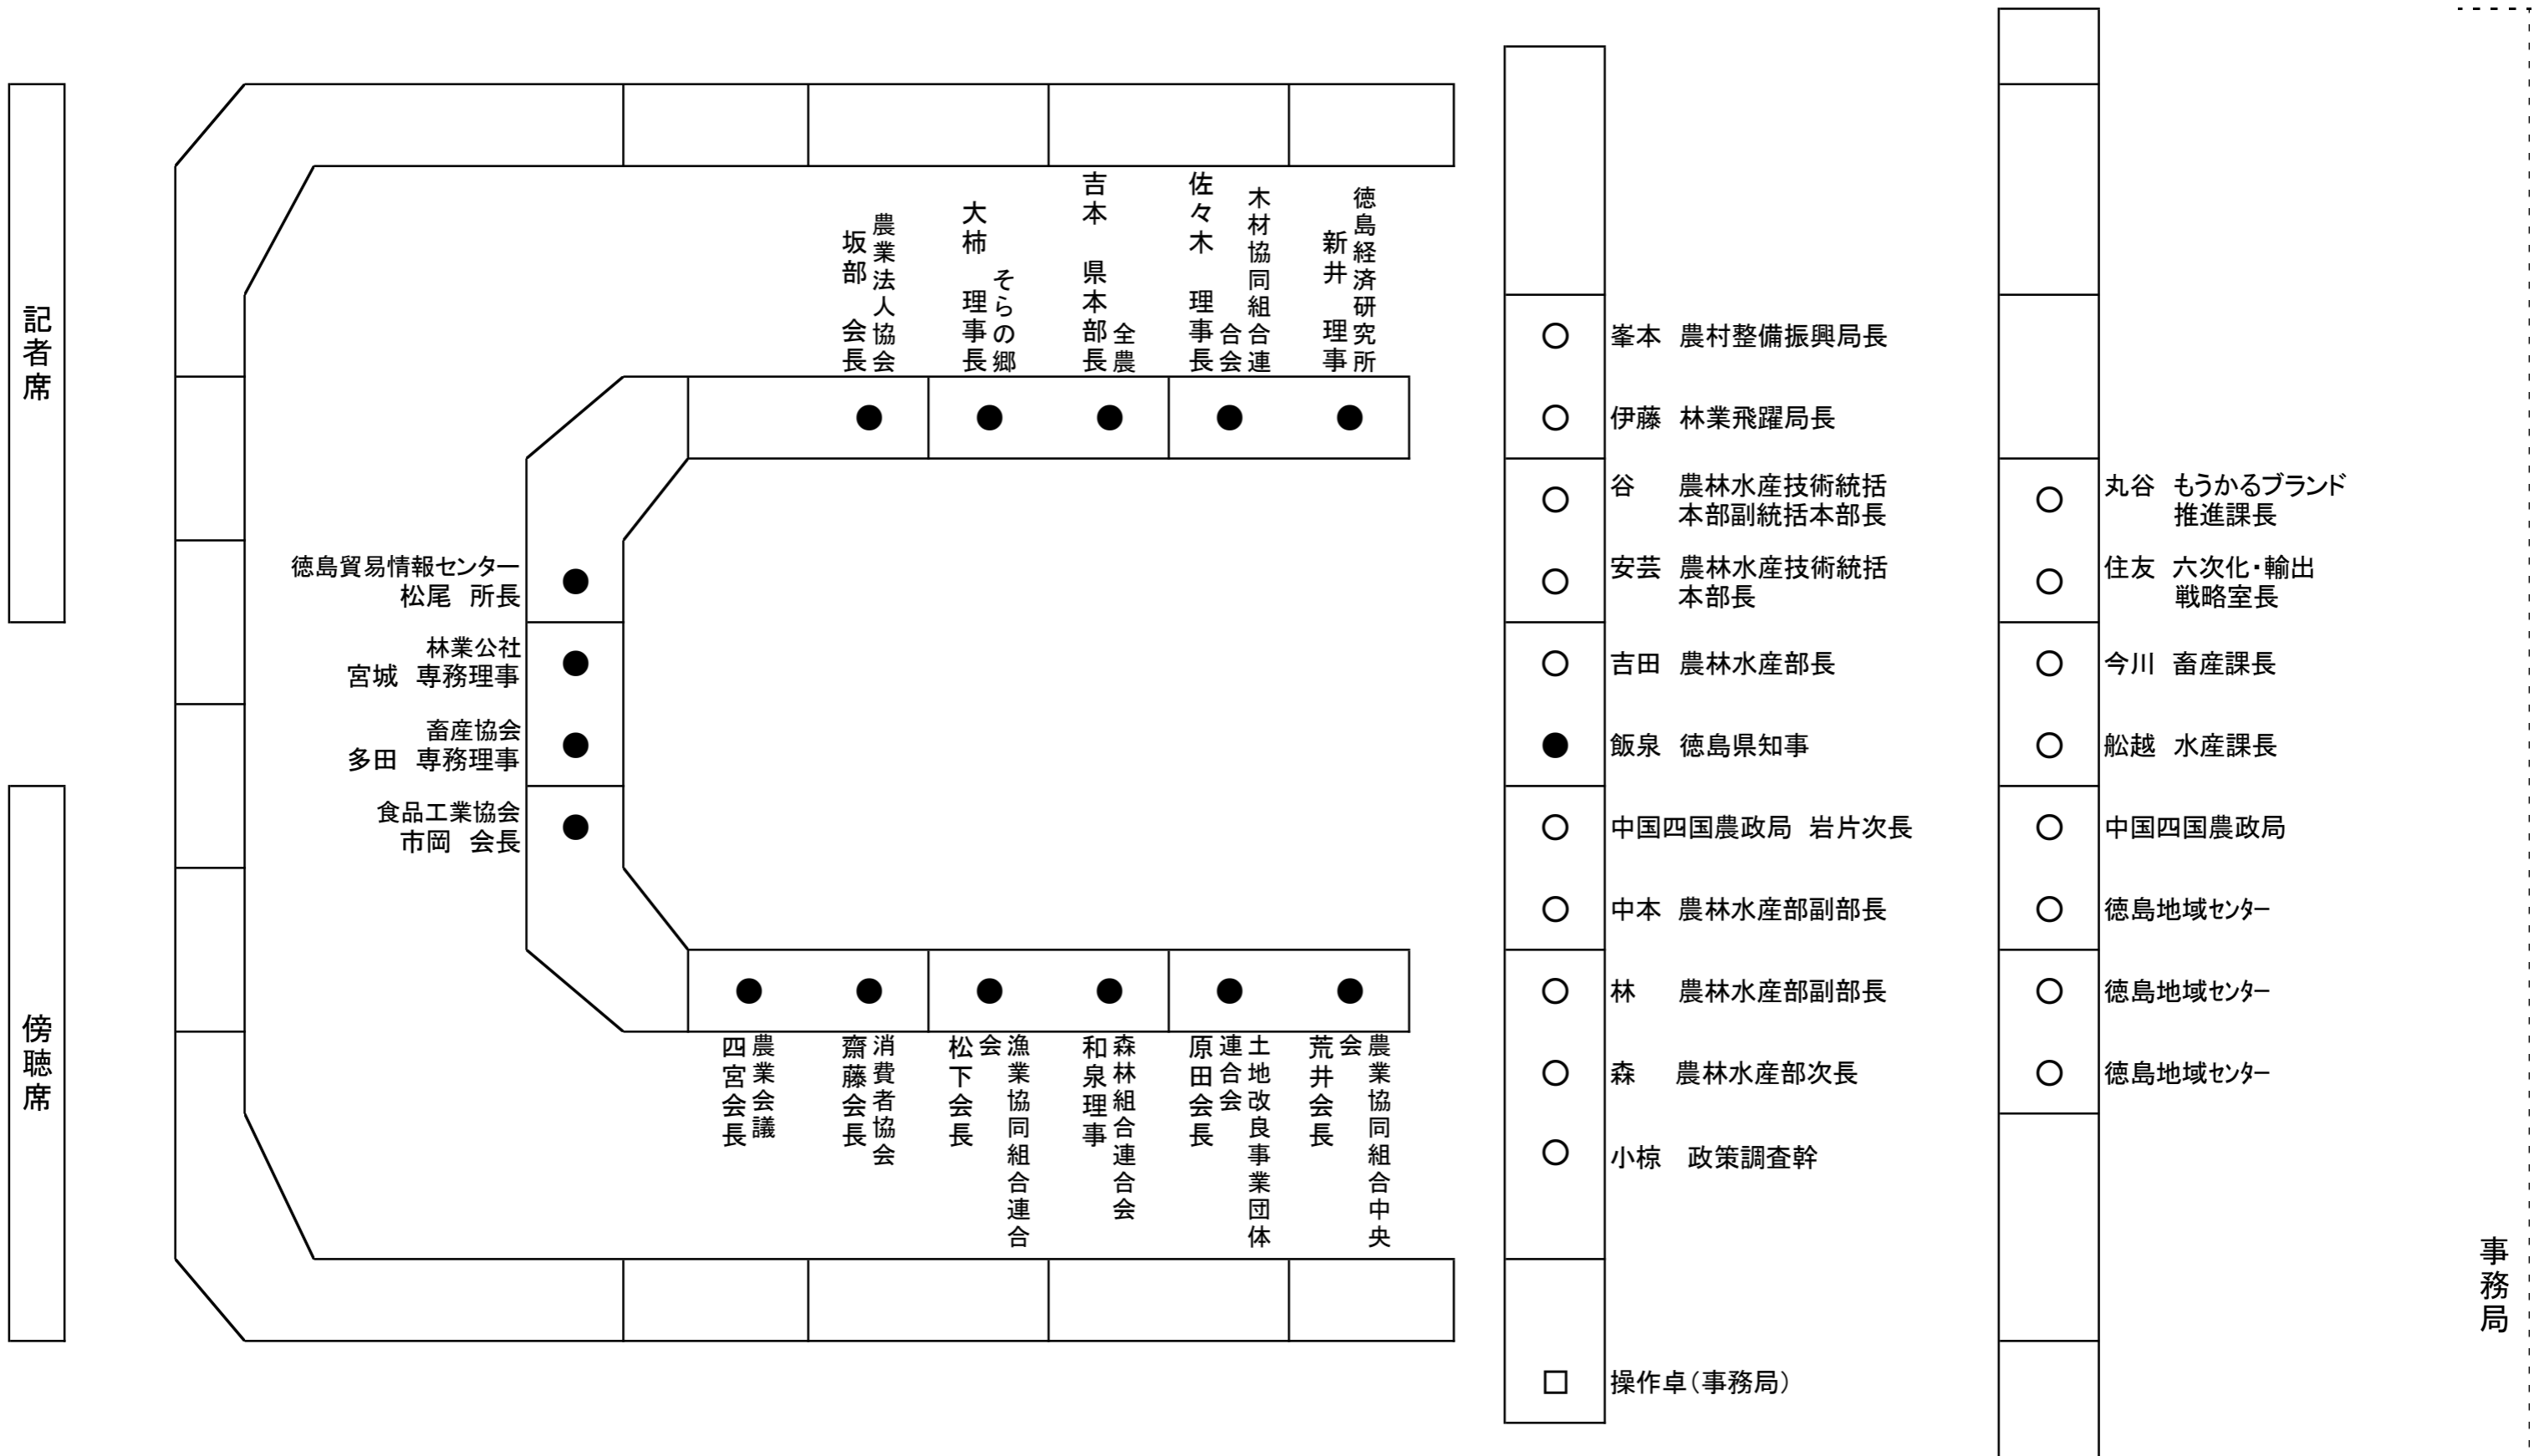 記者席
傍聴席
徳島経済研究所
新井　理事
木材協同組合連
合会
佐々木　理事長
全農
吉本　県本部長
そらの郷
大柿　理事長
農業法人協会
坂部　会長
徳島貿易情報センター
松尾　所長
林業公社
宮城　専務理事
畜産協会
多田　専務理事
食品工業協会
市岡　会長
農業協同組合中央
会
荒井会長
土地改良事業団体
連合会
原田会長
森林組合連合会
和泉理事
漁業協同組合連合
会
松下会長
消費者協会
齋藤会長
農業会議
四宮会長
峯本　農村整備振興局長
伊藤　林業飛躍局長
谷　　農林水産技術統括
本部副統括本部長
安芸　農林水産技術統括
本部長
吉田　農林水産部長
飯泉　徳島県知事
中国四国農政局　岩片次長
中本　農林水産部副部長
林　　農林水産部副部長
森　　農林水産部次長
小椋　政策調査幹
操作卓（事務局）
丸谷　もうかるブランド
推進課長
住友　六次化・輸出
戦略室長
今川　畜産課長
舩越　水産課長
中国四国農政局
徳島地域ｾﾝﾀｰ
徳島地域ｾﾝﾀｰ
徳島地域ｾﾝﾀｰ
事務局